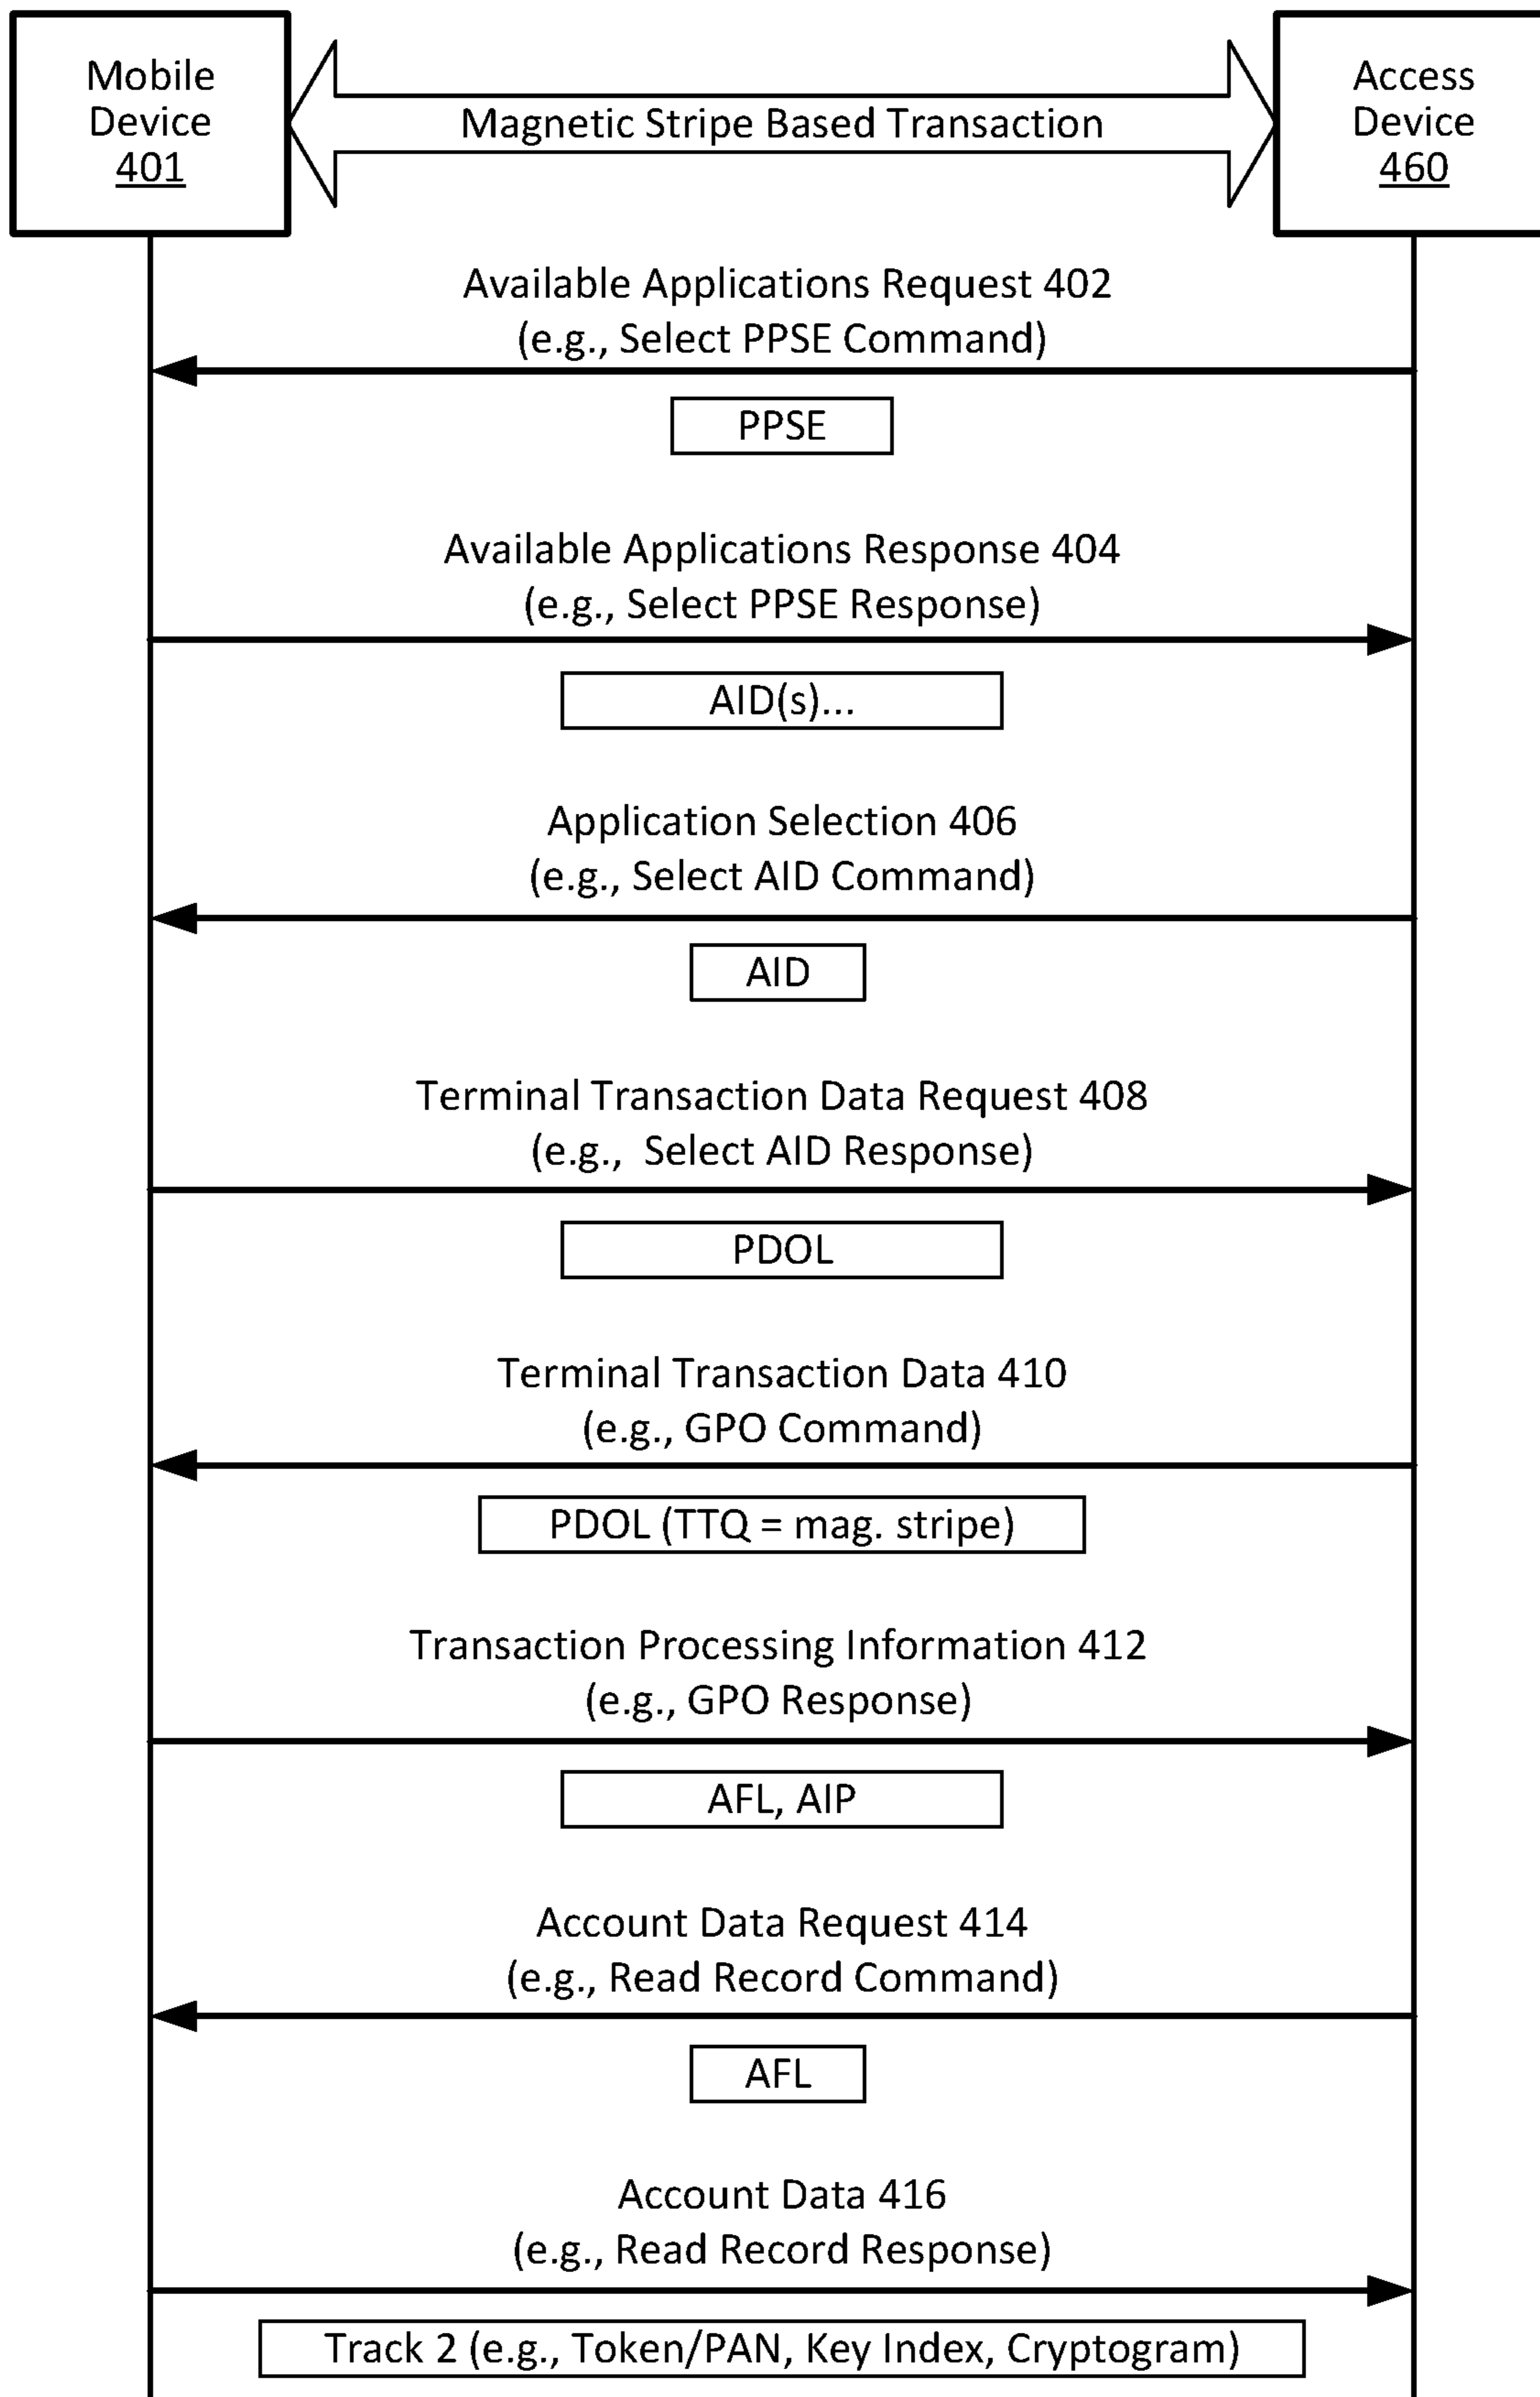 Mobile
Device
401
Magnetic Stripe Based Transaction
Access
Device
460
Available Applications Request 402
(e.g., Select PPSE Command)
PPSE
Available Applications Response 404
(e.g., Select PPSE Response)
AID(s)...
Application Selection 406
(e.g., Select AID Command)
AID
Terminal Transaction Data Request 408
(e.g., Select AID Response)
PDOL
Terminal Transaction Data 410
(e.g., GPO Command)
PDOL (TTQ = mag. stripe)
Transaction Processing Information 412
(e.g., GPO Response)
AFL, AIP
Account Data Request 414
(e.g., Read Record Command)
AFL
Account Data 416
(e.g., Read Record Response)
Track 2 (e.g., Token/PAN, Key Index, Cryptogram)